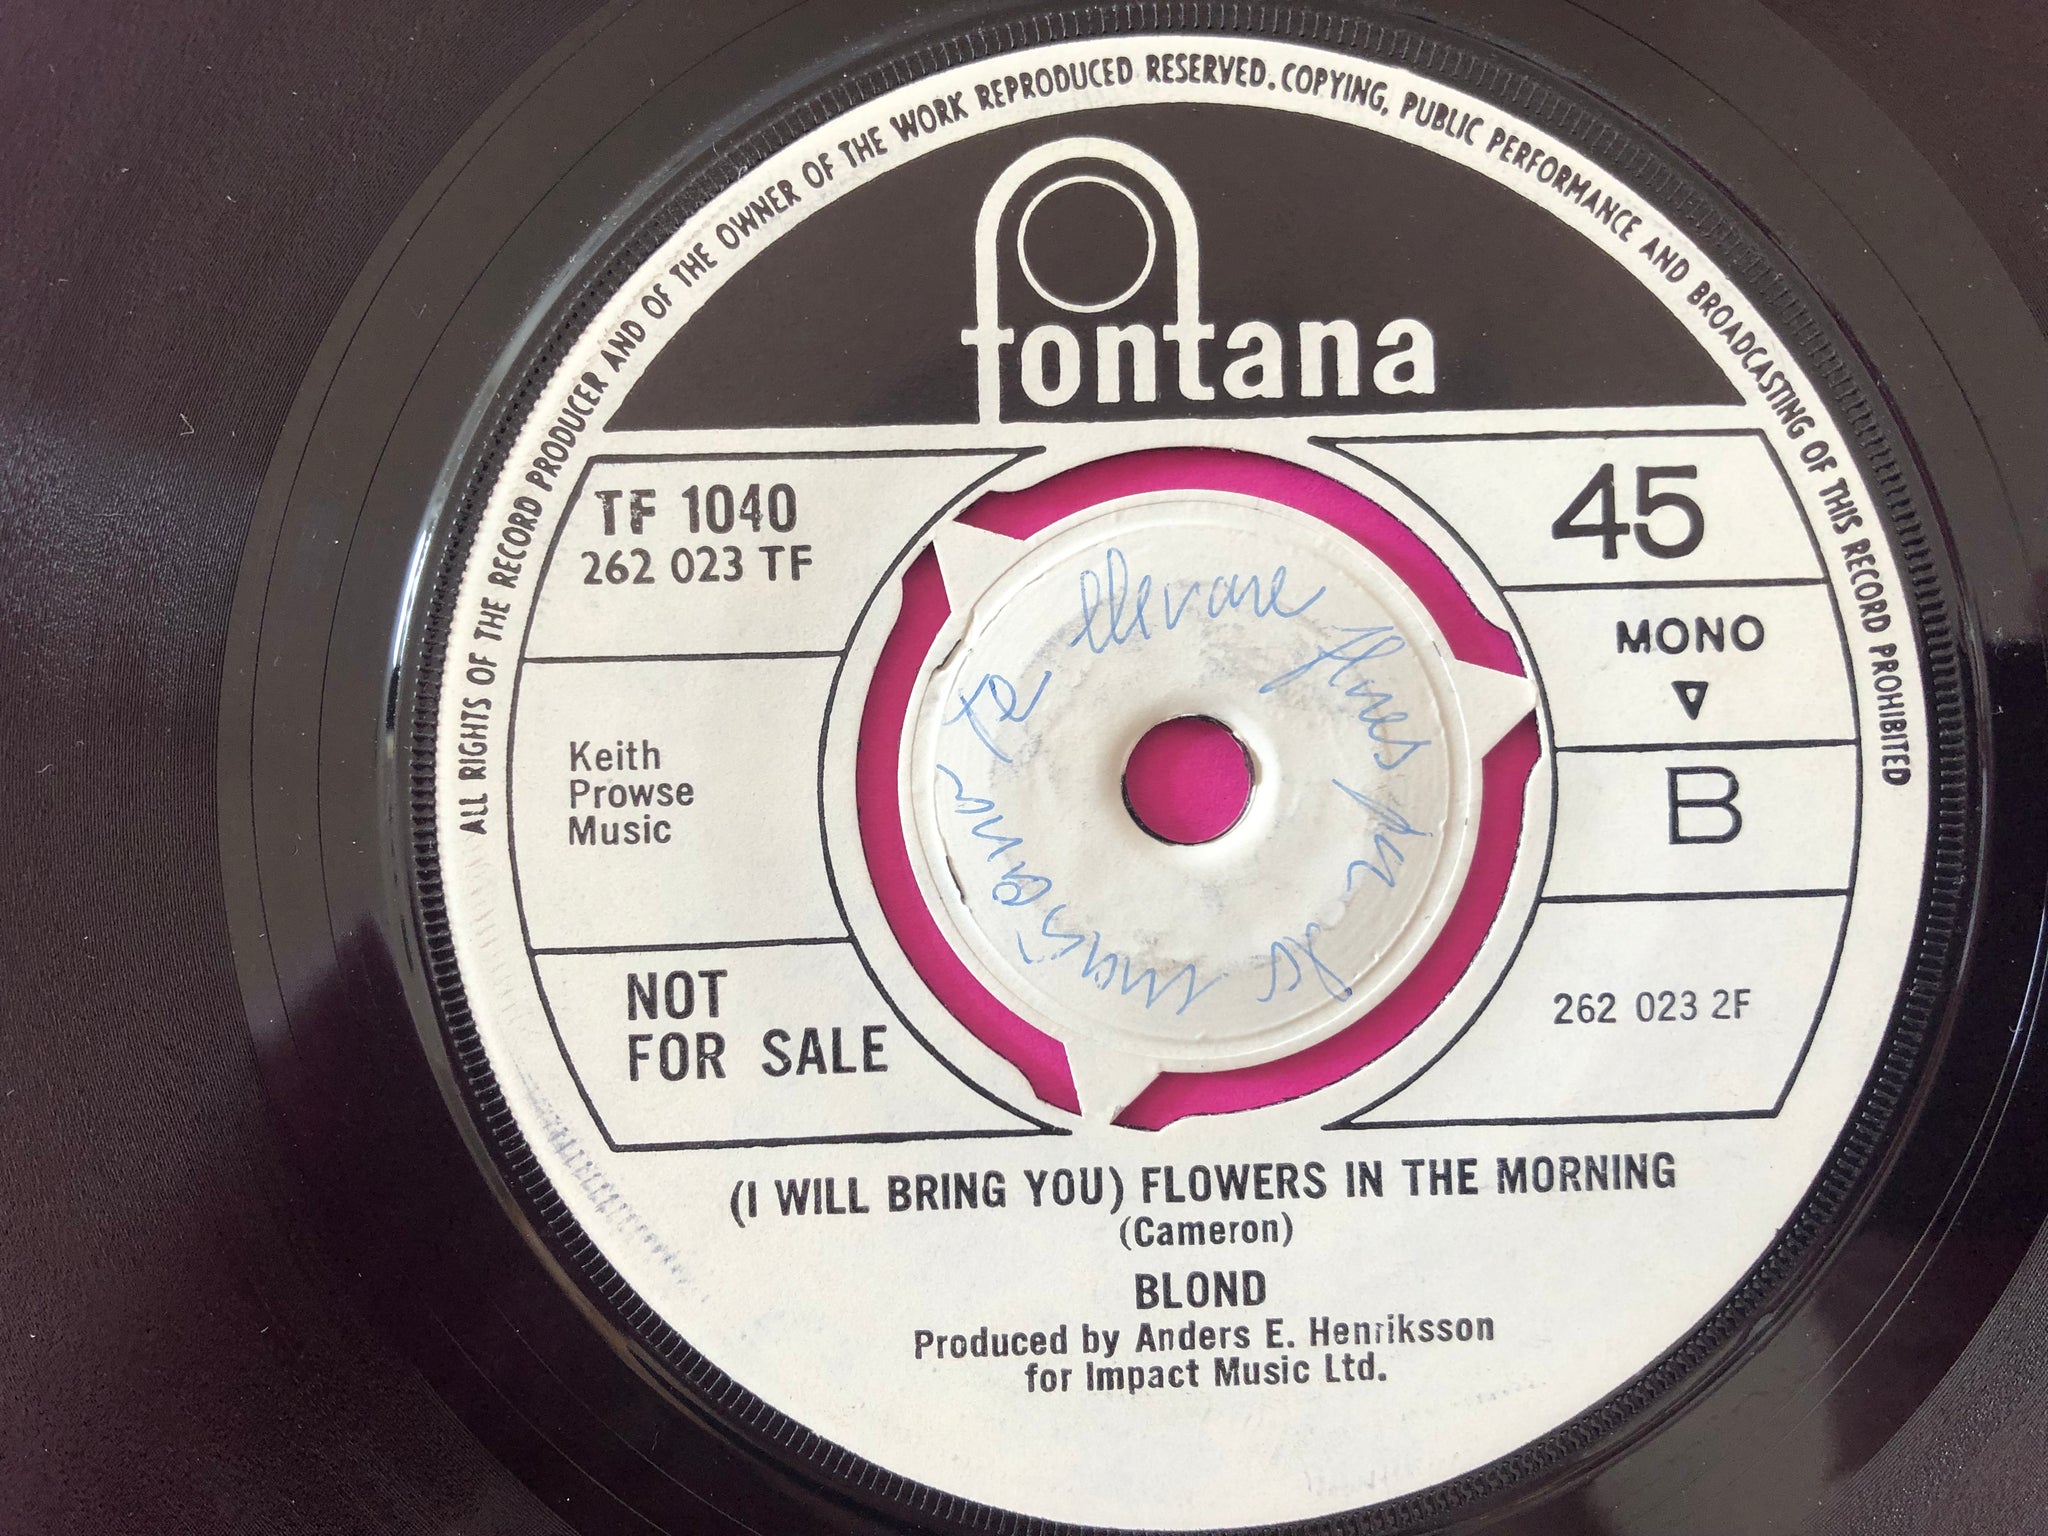 ALL RIGHTS OF THE RECORD PRODUCER AND OF THE OWNER OF THE WORK REPRODUCED RESERVED. COPYING, PUBLIC PERFORMANCE AND BROADCASTING OF THIS RECORD PROHIBITED
fontana
TF 1040
262 023 TF
45
MONO
B
Keith
Prowse
Music
NOT
FOR SALE
262 023 2F
(I WILL BRING YOU) FLOWERS IN THE MORNING
(Cameron)
BLOND
Produced by Anders E. Henriksson
for Impact Music Ltd.